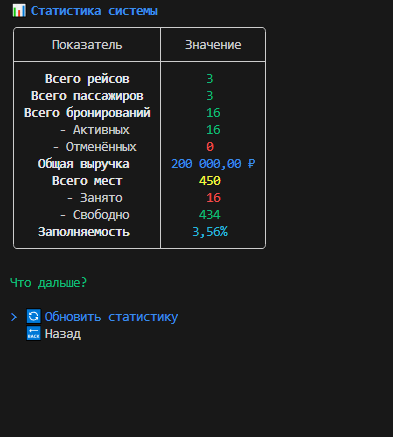 📊 Статистика системы
Показатель Значение
Всего рейсов 3
Всего пассажиров 3
Всего бронирований 16
- Активных 16
- Отменённых 0
Общая выручка 200 000,00 ₽
Всего мест 450
- Занято 16
- Свободно 434
Заполняемость 3,56%
Что дальше?
> 🔄 Обновить статистику
🔙 Назад